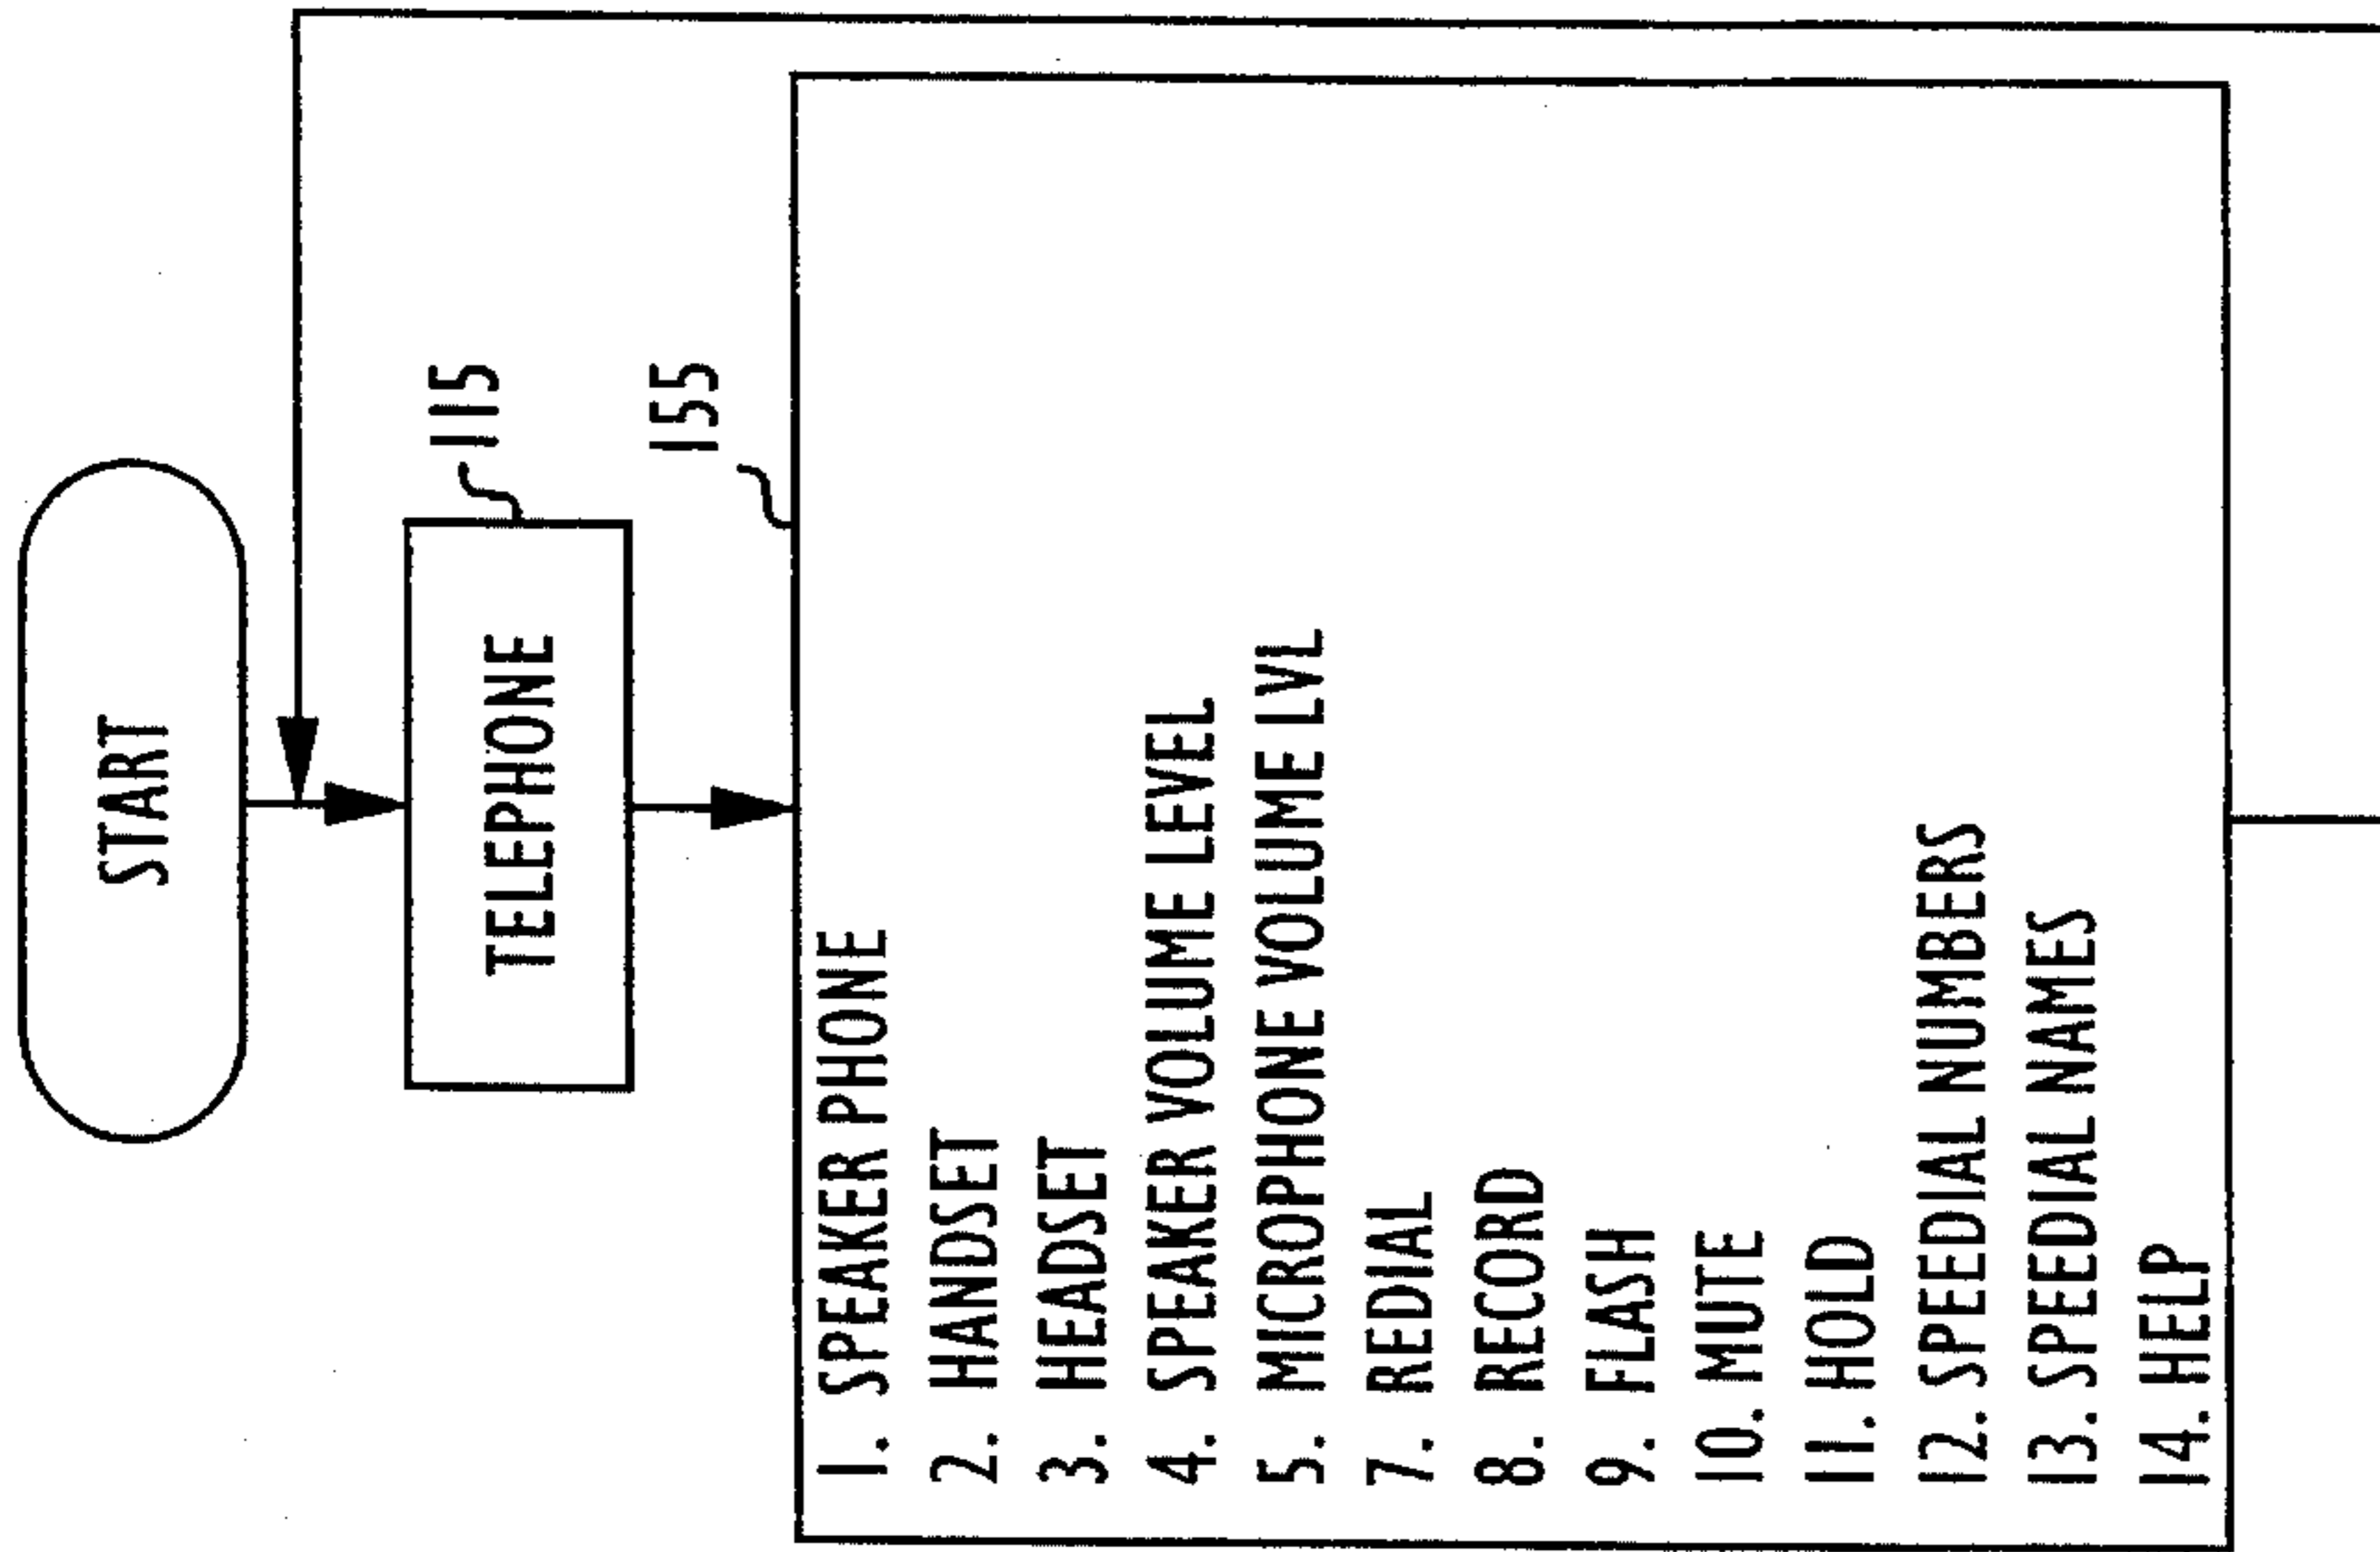 START
115
TELEPHONE
155
1. SPEAKER PHONE
2. HANDSET
3. HEADSET
4. SPEAKER VOLUME LEVEL
5. MICROPHONE VOLUME LVL
7. REDIAL
8. RECORD
9. FLASH
10. MUTE
11. HOLD
12. SPEEDIAL NUMBERS
13. SPEEDIAL NAMES
14. HELP